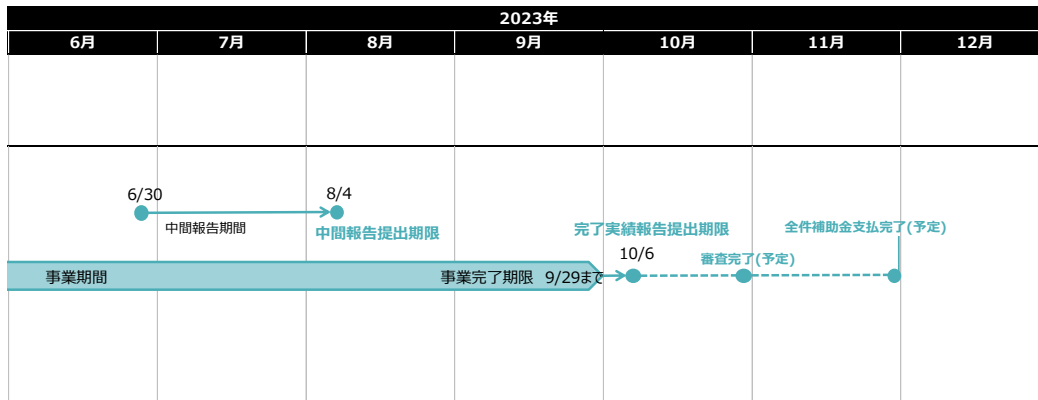 2023年
6月
7月
8月
9月
10月
11月
12月
6/30
8/4
中間報告期間
中間報告提出期限
完了実績報告提出期限
10/6
全件補助金支払完了(予定)
審査完了(予定)
事業期間
事業完了期限 9/29まで